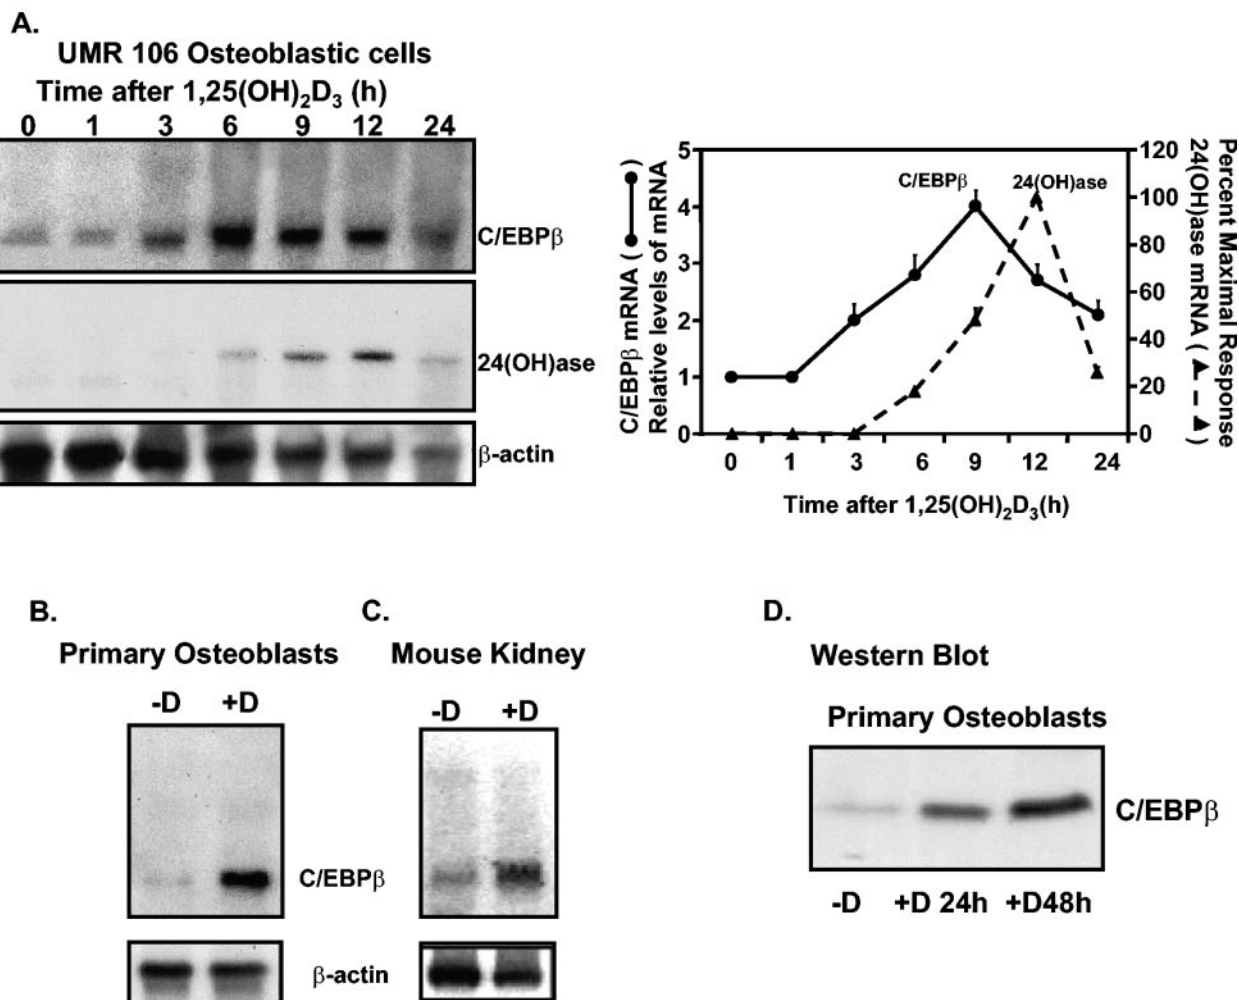 A.
UMR 106 Osteoblastic cells
Time after 1,25(OH)₂D₃ (h)
0 1 3 6 9 12 24
C/EBPβ
24(OH)ase
β-actin
C/EBPβ mRNA ( )
Relative levels of mRNA
5
4
3
2
1
0
C/EBPβ
24(OH)ase
120
100
80
60
40
20
0
Percent Maximal Response
24(OH)ase mRNA ( )
0 1 3 6 9 12 24
Time after 1,25(OH)₂D₃(h)
B.
Primary Osteoblasts
-D +D
C/EBPβ
β-actin
C.
Mouse Kidney
-D +D
D.
Western Blot
Primary Osteoblasts
C/EBPβ
-D +D 24h +D48h